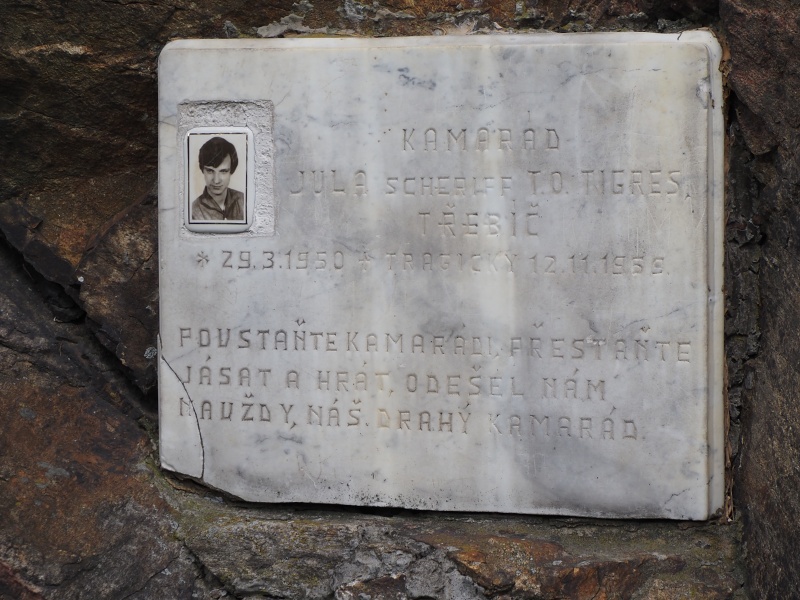 KAMARÁD
JULA SCHERIFF T.O. TIGRES,
TŘEBÍČ
* 29.3.1950 + TRAGICKY 12.11.1969.
POVSTAŇTE KAMARÁDI, PŘESTAŇTE
JÁSAT A HRÁT, ODEŠEL NÁM
NAVŽDY, NÁŠ. DRAHÝ KAMARÁD.